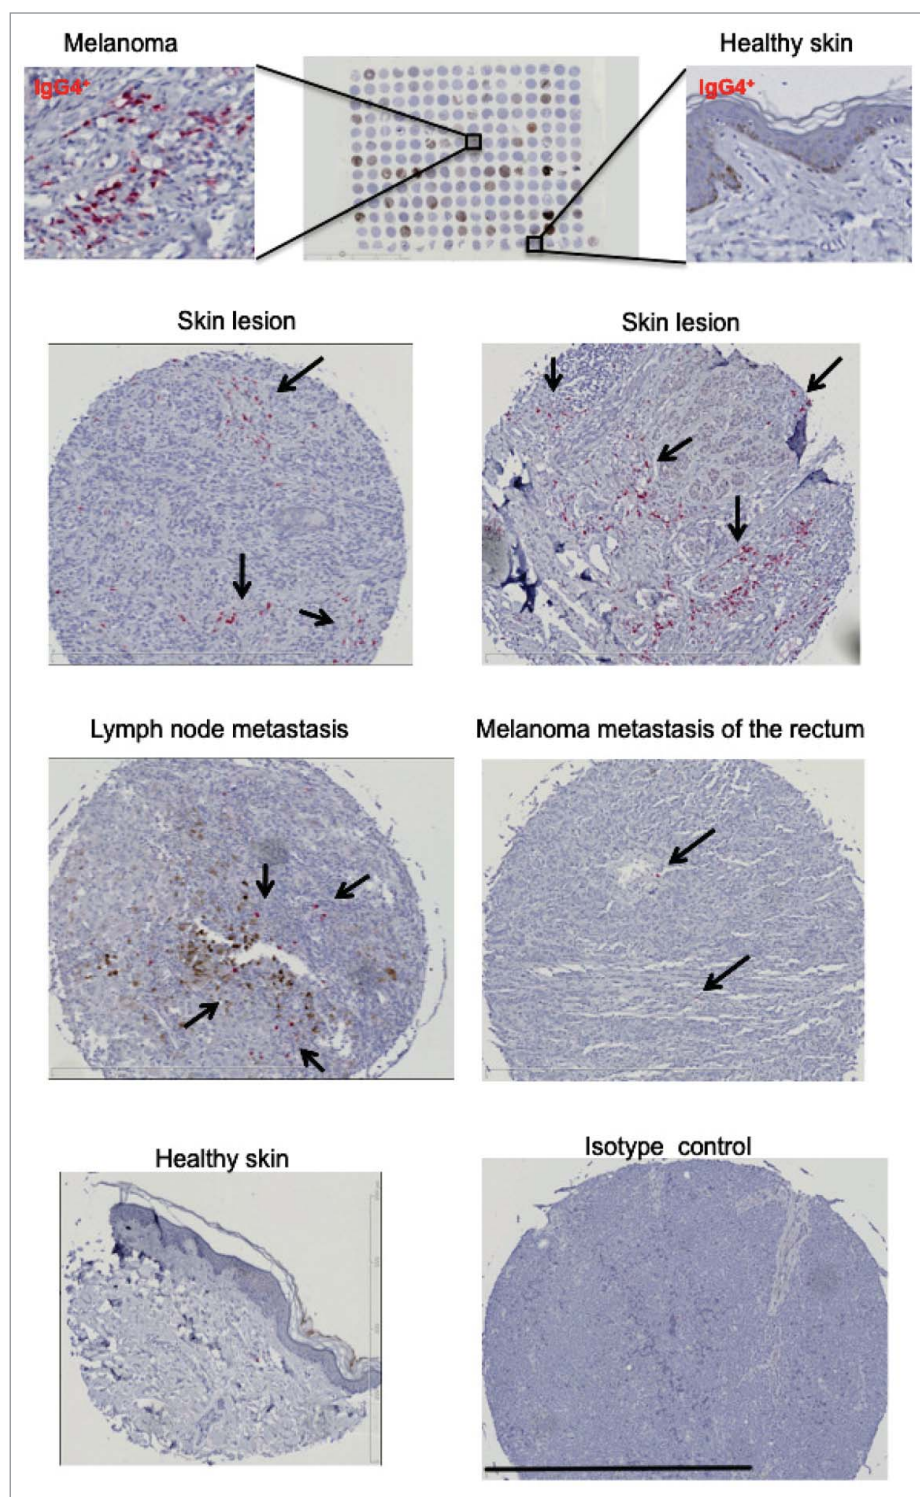 Melanoma
Healthy skin
IgG4⁺
IgG4⁺
Skin lesion
Skin lesion
Lymph node metastasis
Melanoma metastasis of the rectum
Healthy skin
Isotype control